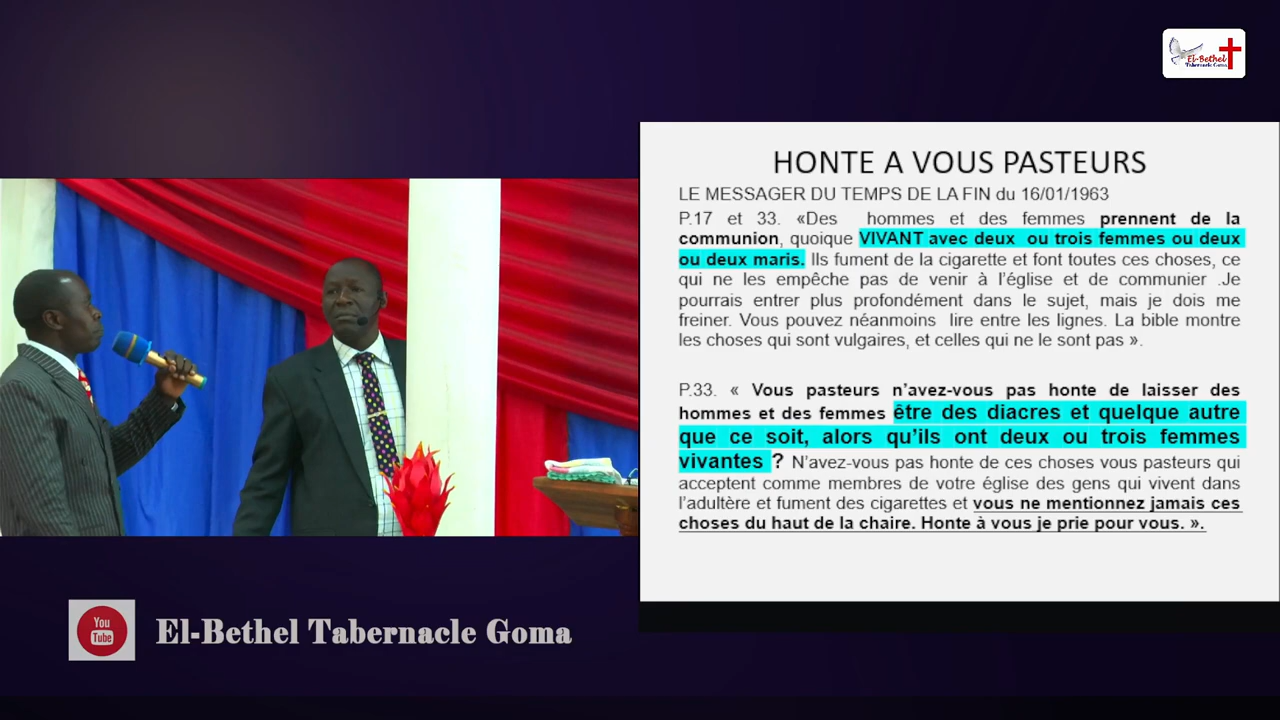 El-Bethel
Tabernacle Goma
HONTE A VOUS PASTEURS
LE MESSAGER DU TEMPS DE LA FIN du 16/01/1963
P.17 et 33. «Des hommes et des femmes prennent de la
communion, quoique VIVANT avec deux ou trois femmes ou deux
ou deux maris. Ils fument de la cigarette et font toutes ces choses, ce
qui ne les empêche pas de venir à l’église et de communier .Je
pourrais entrer plus profondément dans le sujet, mais je dois me
freiner. Vous pouvez néanmoins lire entre les lignes. La bible montre
les choses qui sont vulgaires, et celles qui ne le sont pas ».
P.33. « Vous pasteurs n’avez-vous pas honte de laisser des
hommes et des femmes être des diacres et quelque autre
que ce soit, alors qu’ils ont deux ou trois femmes
vivantes ? N’avez-vous pas honte de ces choses vous pasteurs qui
acceptent comme membres de votre église des gens qui vivent dans
l’adultère et fument des cigarettes et vous ne mentionnez jamais ces
choses du haut de la chaire. Honte à vous je prie pour vous. ».
You
Tube
El-Bethel Tabernacle Goma